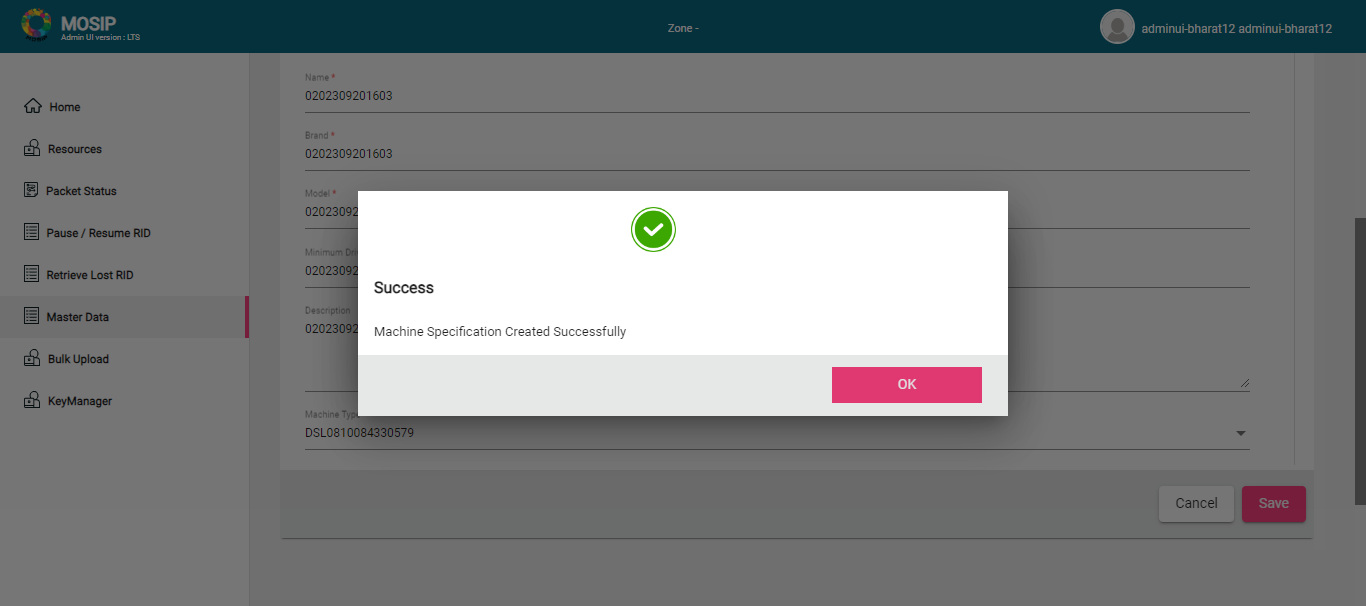 MOSIP
Admin UI version : LTS
Zone -
adminui-bharat12 adminui-bharat12
Home
Resources
Packet Status
Pause / Resume RID
Retrieve Lost RID
Master Data
Bulk Upload
KeyManager
Name *
0202309201603
Brand *
0202309201603
Model *
02023092
Minimum Dri
02023092
Description
02023092
Success
Machine Specification Created Successfully
OK
Machine Type
DSL0810084330579
Cancel
Save